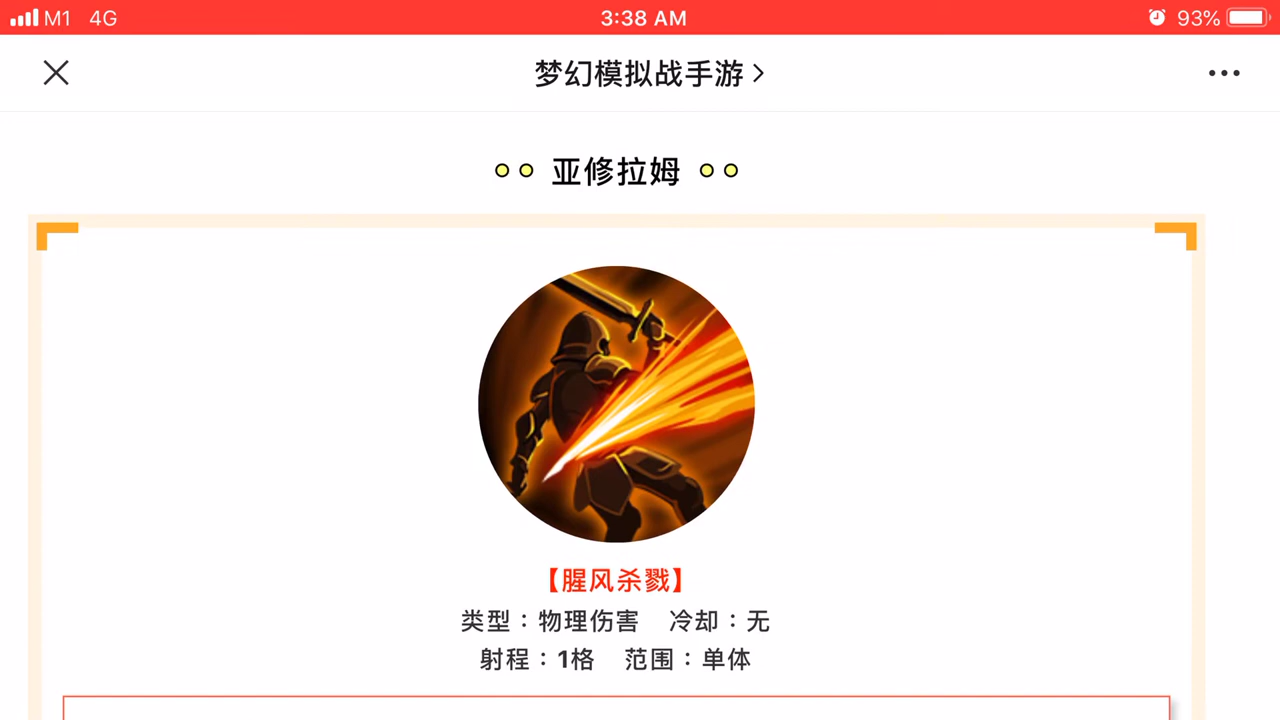 M1 4G 3:38 AM 93%
梦幻模拟战手游
亚修拉姆
【腥风杀戮】
类型：物理伤害 冷却：无
射程：1格 范围：单体